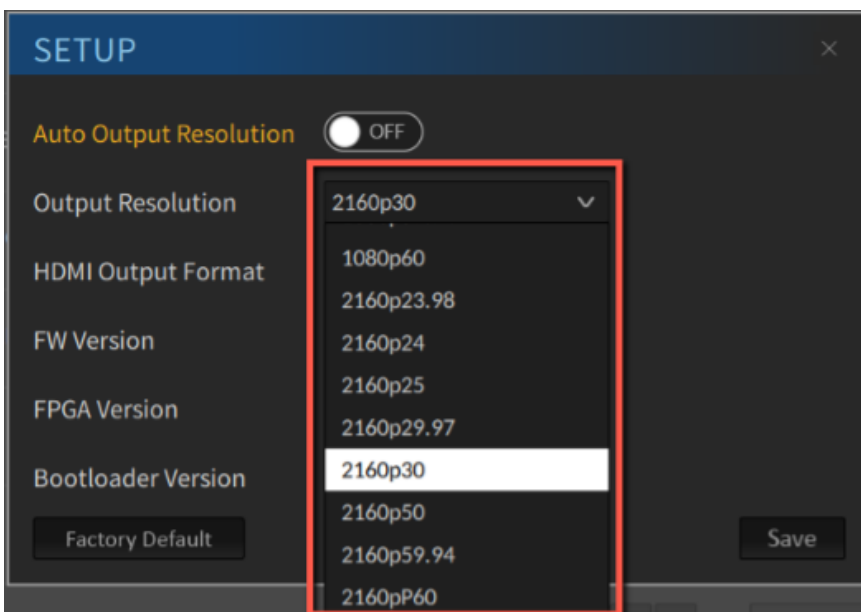 SETUP
Auto Output Resolution OFF
Output Resolution 2160p30
1080p60
HDMI Output Format
2160p23.98
FW Version 2160p24
2160p25
FPGA Version
2160p29.97
Bootloader Version 2160p30
2160p50
Factory Default Save
2160p59.94
2160pP60